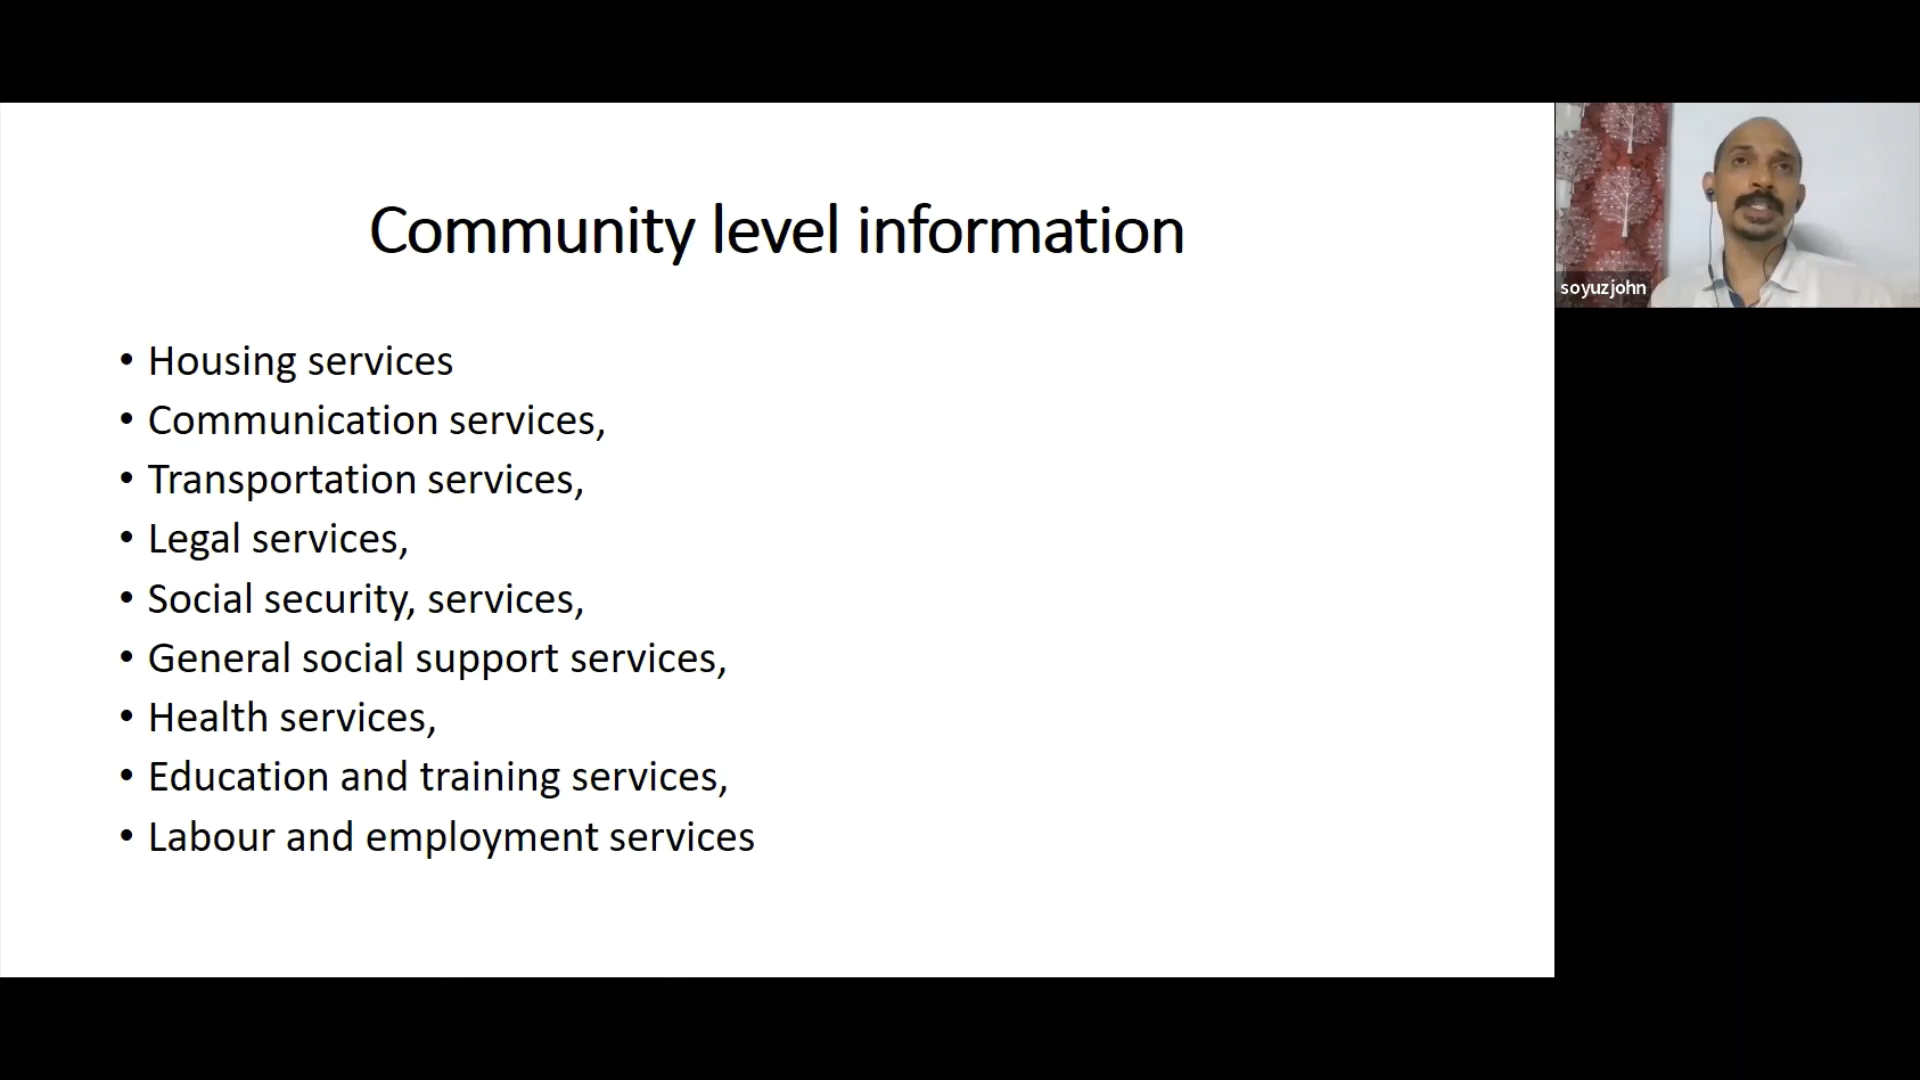 Community level information
• Housing services
• Communication services,
• Transportation services,
• Legal services,
• Social security, services,
• General social support services,
• Health services,
• Education and training services,
• Labour and employment services
soyuzjohn